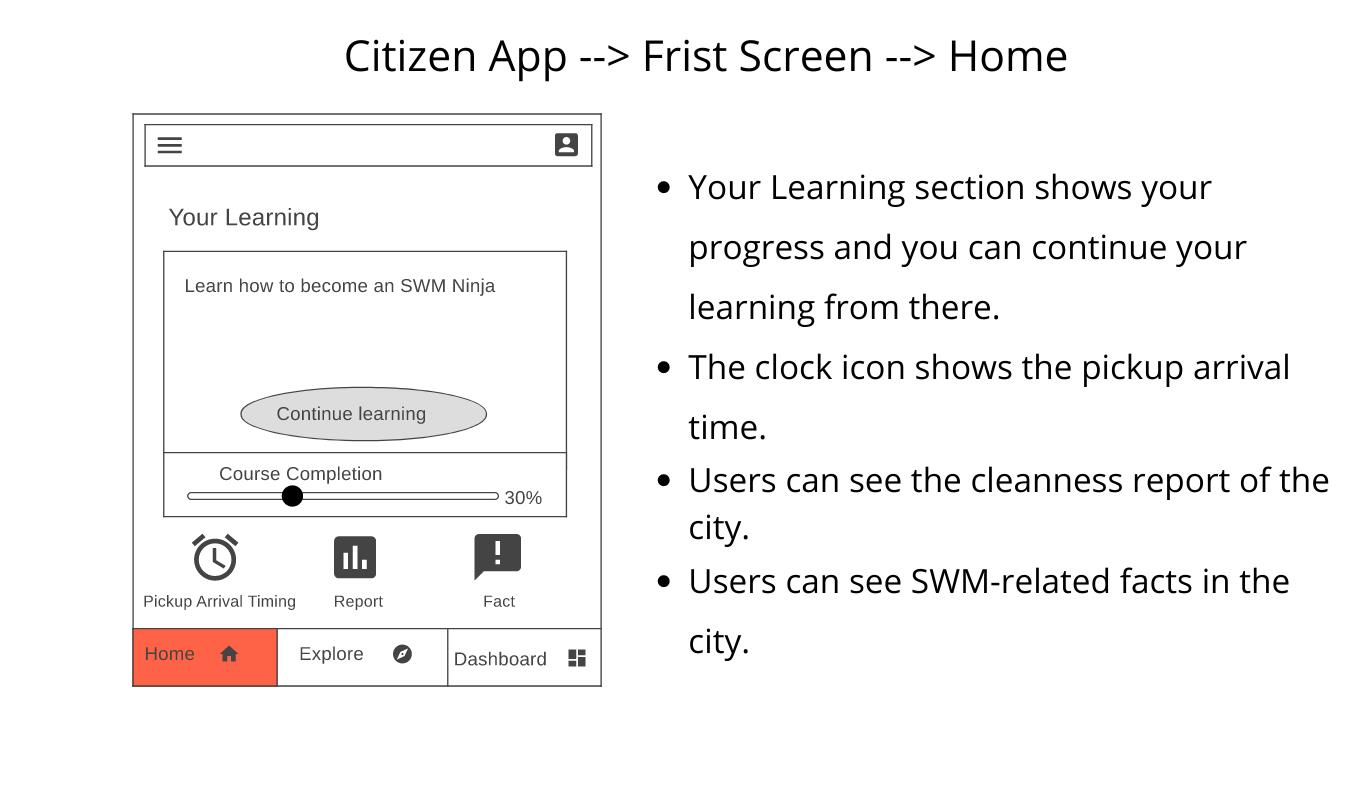 Citizen App --> Frist Screen --> Home
Your Learning
Learn how to become an SWM Ninja
Continue learning
Course Completion
30%
Pickup Arrival Timing
Report
Fact
Home
Explore
Dashboard
• Your Learning section shows your
progress and you can continue your
learning from there.
• The clock icon shows the pickup arrival
time.
• Users can see the cleanness report of the
city.
• Users can see SWM-related facts in the
city.